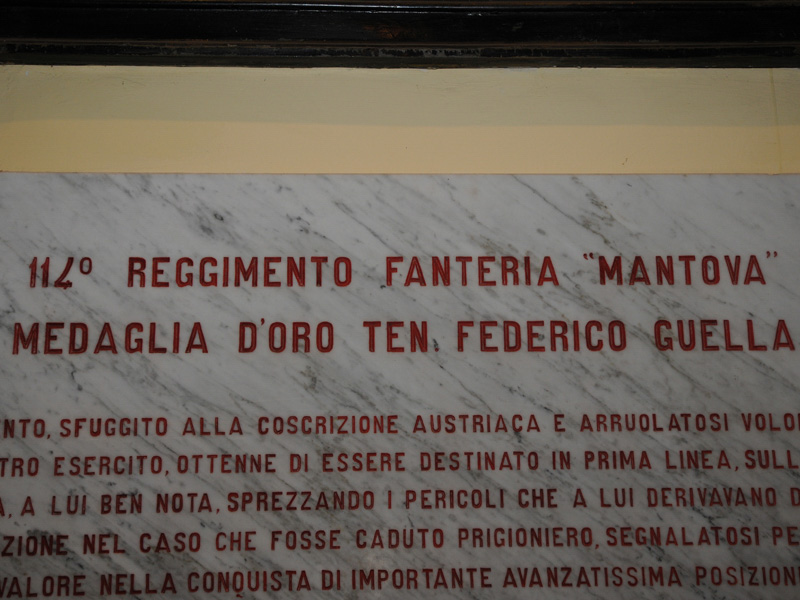 114º REGGIMENTO FANTERIA "MANTOVA"
MEDAGLIA D'ORO TEN. FEDERICO GUELLA
NTO, SFUGGITO ALLA COSCRIZIONE AUSTRIACA E ARRUOLATOSI VOLO
TRO ESERCITO, OTTENNE DI ESSERE DESTINATO IN PRIMA LINEA, SULL
A, A LUI BEN NOTA, SPREZZANDO I PERICOLI CHE A LUI DERIVAVANO D
ZIONE NEL CASO CHE FOSSE CADUTO PRIGIONIERO, SEGNALATOSI PE
VALORE NELLA CONQUISTA DI IMPORTANTE AVANZATISSIMA POSIZION